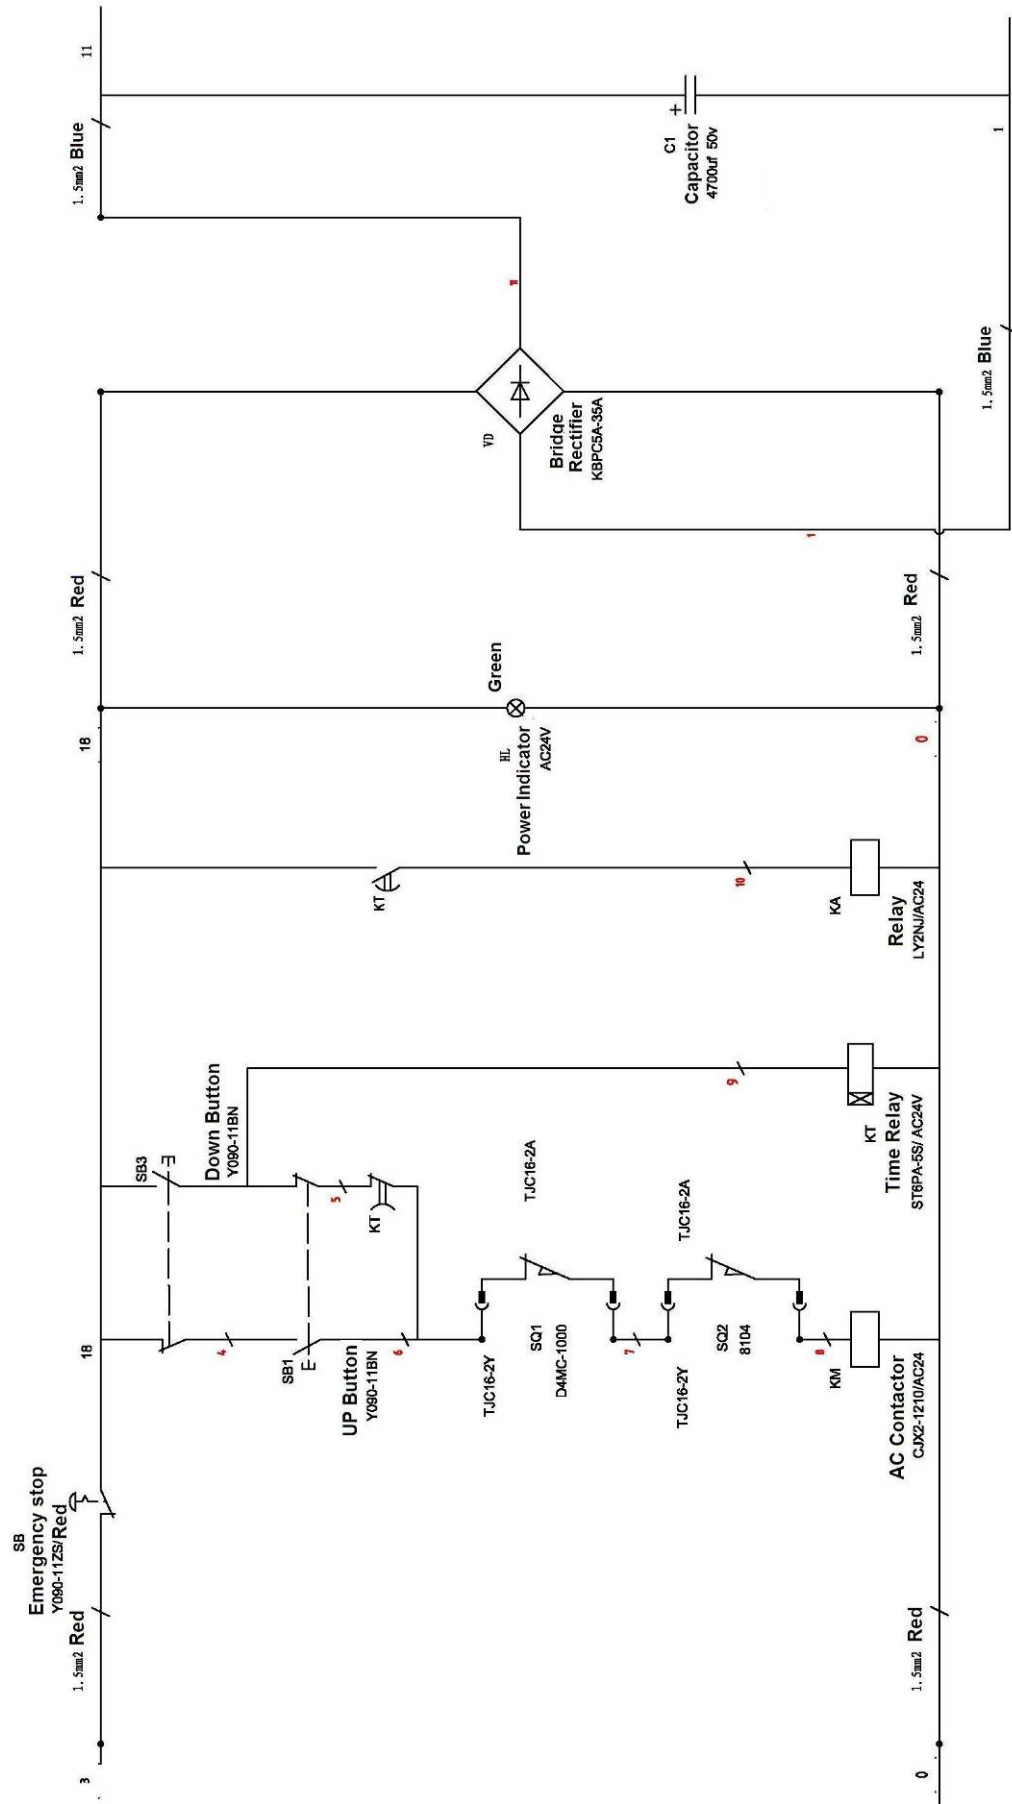 3
1.5mm2 Red
SB
Emergency stop
Y090-11ZS/Red
0
1.5mm2 Red
18
4
SB1
UP Button
Y090-11BN
6
TJC16-2Y
SQ1
D4MC-1000
TJC16-2A
7
TJC16-2Y
SQ2
8104
TJC16-2A
8
KM
AC Contactor
CJX2-1210/AC24
SB3
Down Button
Y090-11BN
5
KT
9
KT
Time Relay
ST6PA-5S/ AC24V
KT
10
KA
Relay
LY2NJ/AC24
18
HL
Power Indicator
AC24V
Green
0
1.5mm2 Red
1.5mm2 Red
VD
Bridge
Rectifier
KBPC5A-35A
1
11
1.5mm2 Blue
11
C1
Capacitor
4700uf 50v
+
1.5mm2 Blue
1